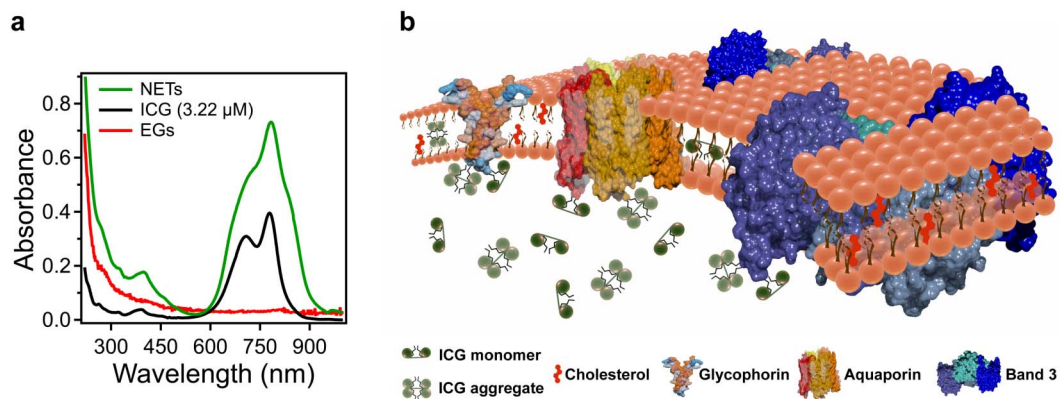 a
b
NETs
ICG (3.22 µM)
EGs
Absorbance
0.8
0.6
0.4
0.2
0.0
300 450 600 750 900
Wavelength (nm)
ICG monomer
ICG aggregate
Cholesterol
Glycophorin
Aquaporin
Band 3